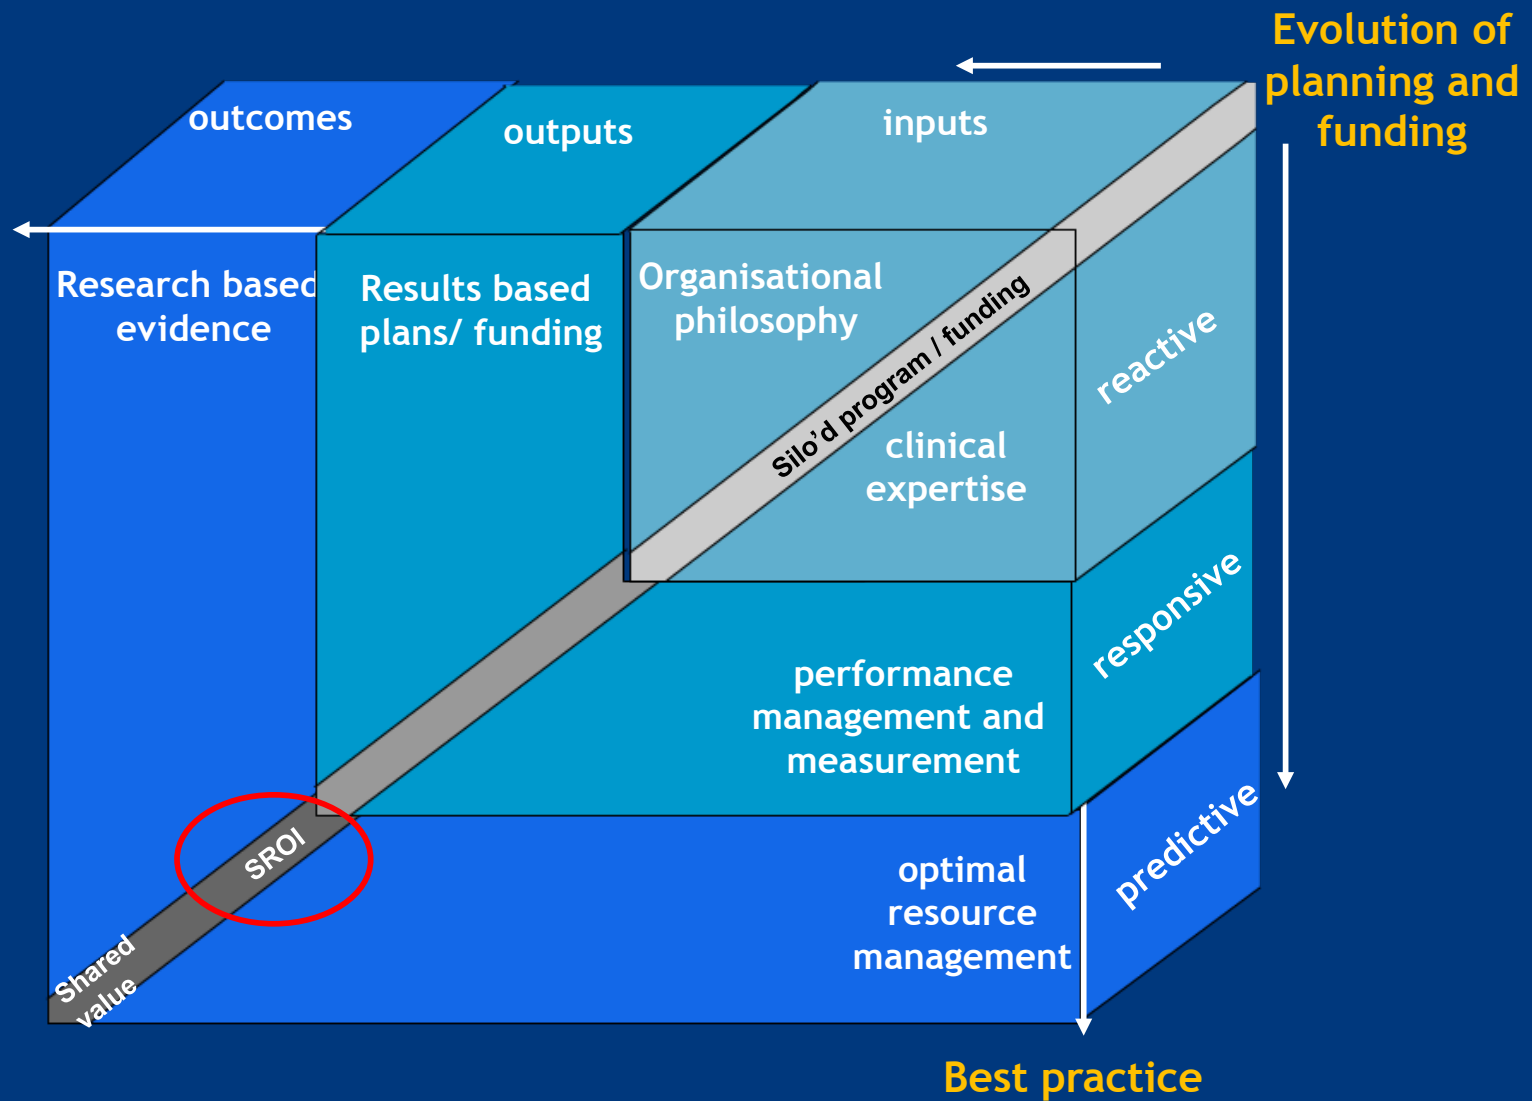 Evolution of
planning and
funding
outcomes
outputs
inputs
Research based
evidence
Results based
plans/ funding
Organisational
philosophy
Silo’d program / funding
reactive
clinical
expertise
responsive
performance
management and
measurement
predictive
SROI
optimal
resource
management
Shared
value
Best practice